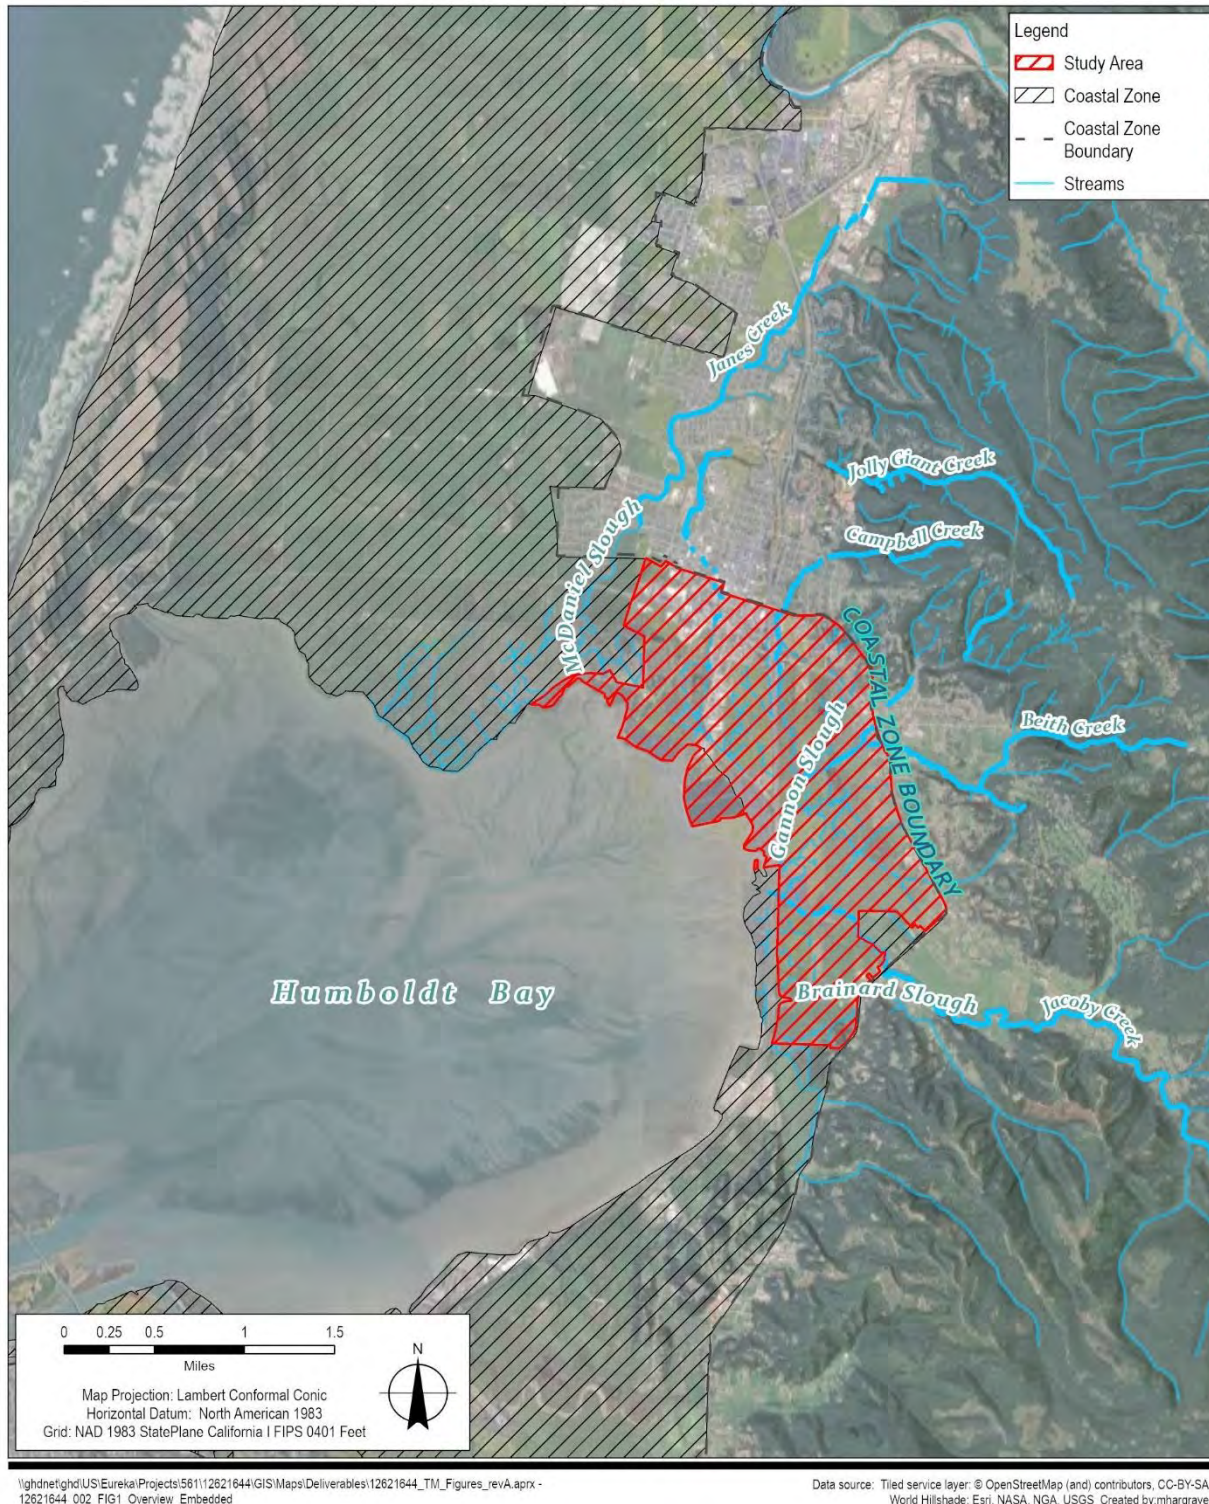 Legend
Study Area
Coastal Zone
Coastal Zone
Boundary
Streams
Janes Creek
Jolly Giant Creek
Campbell Creek
McDaniel Slough
COASTAL ZONE BOUNDARY
Gannon Slough
Beith Creek
Humboldt Bay
Brainard Slough
Jacoby Creek
0 0.25 0.5 1 1.5
Miles
N
Map Projection: Lambert Conformal Conic
Horizontal Datum: North American 1983
Grid: NAD 1983 StatePlane California I FIPS 0401 Feet
\\ghdnet\ghd\US\Eureka\Projects\561\12621644\GIS\Maps\Deliverables\12621644_TM_Figures_revA.aprx -
12621644_002_FIG1_Overview_Embedded
Data source: Tiled service layer: © OpenStreetMap (and) contributors, CC-BY-SA
World Hillshade: Esri, NASA, NGA, USGS Created by: